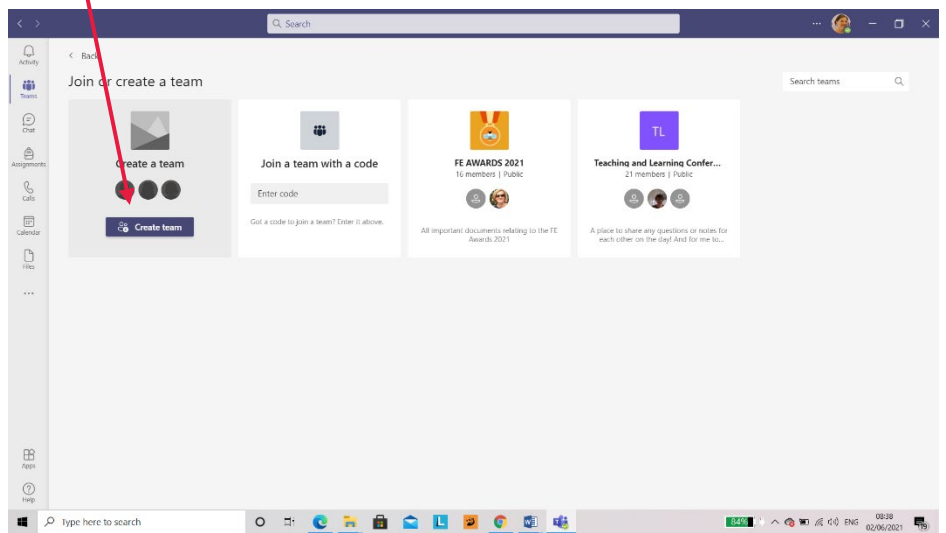 Search
Activity
Teams
Chat
Assignments
Calls
Calendar
Files
...
Apps
Help
< Back
Join or create a team
Search teams
Create a team
Create team
Join a team with a code
Enter code
Got a code to join a team? Enter it above.
FE AWARDS 2021
16 members | Public
All important documents relating to the FE
Awards 2021
TL
Teaching and Learning Confer...
21 members | Public
A place to share any questions or notes for
each other on the day! And for me to...
Type here to search
L
84%
ENG
08:38
02/06/2021
19